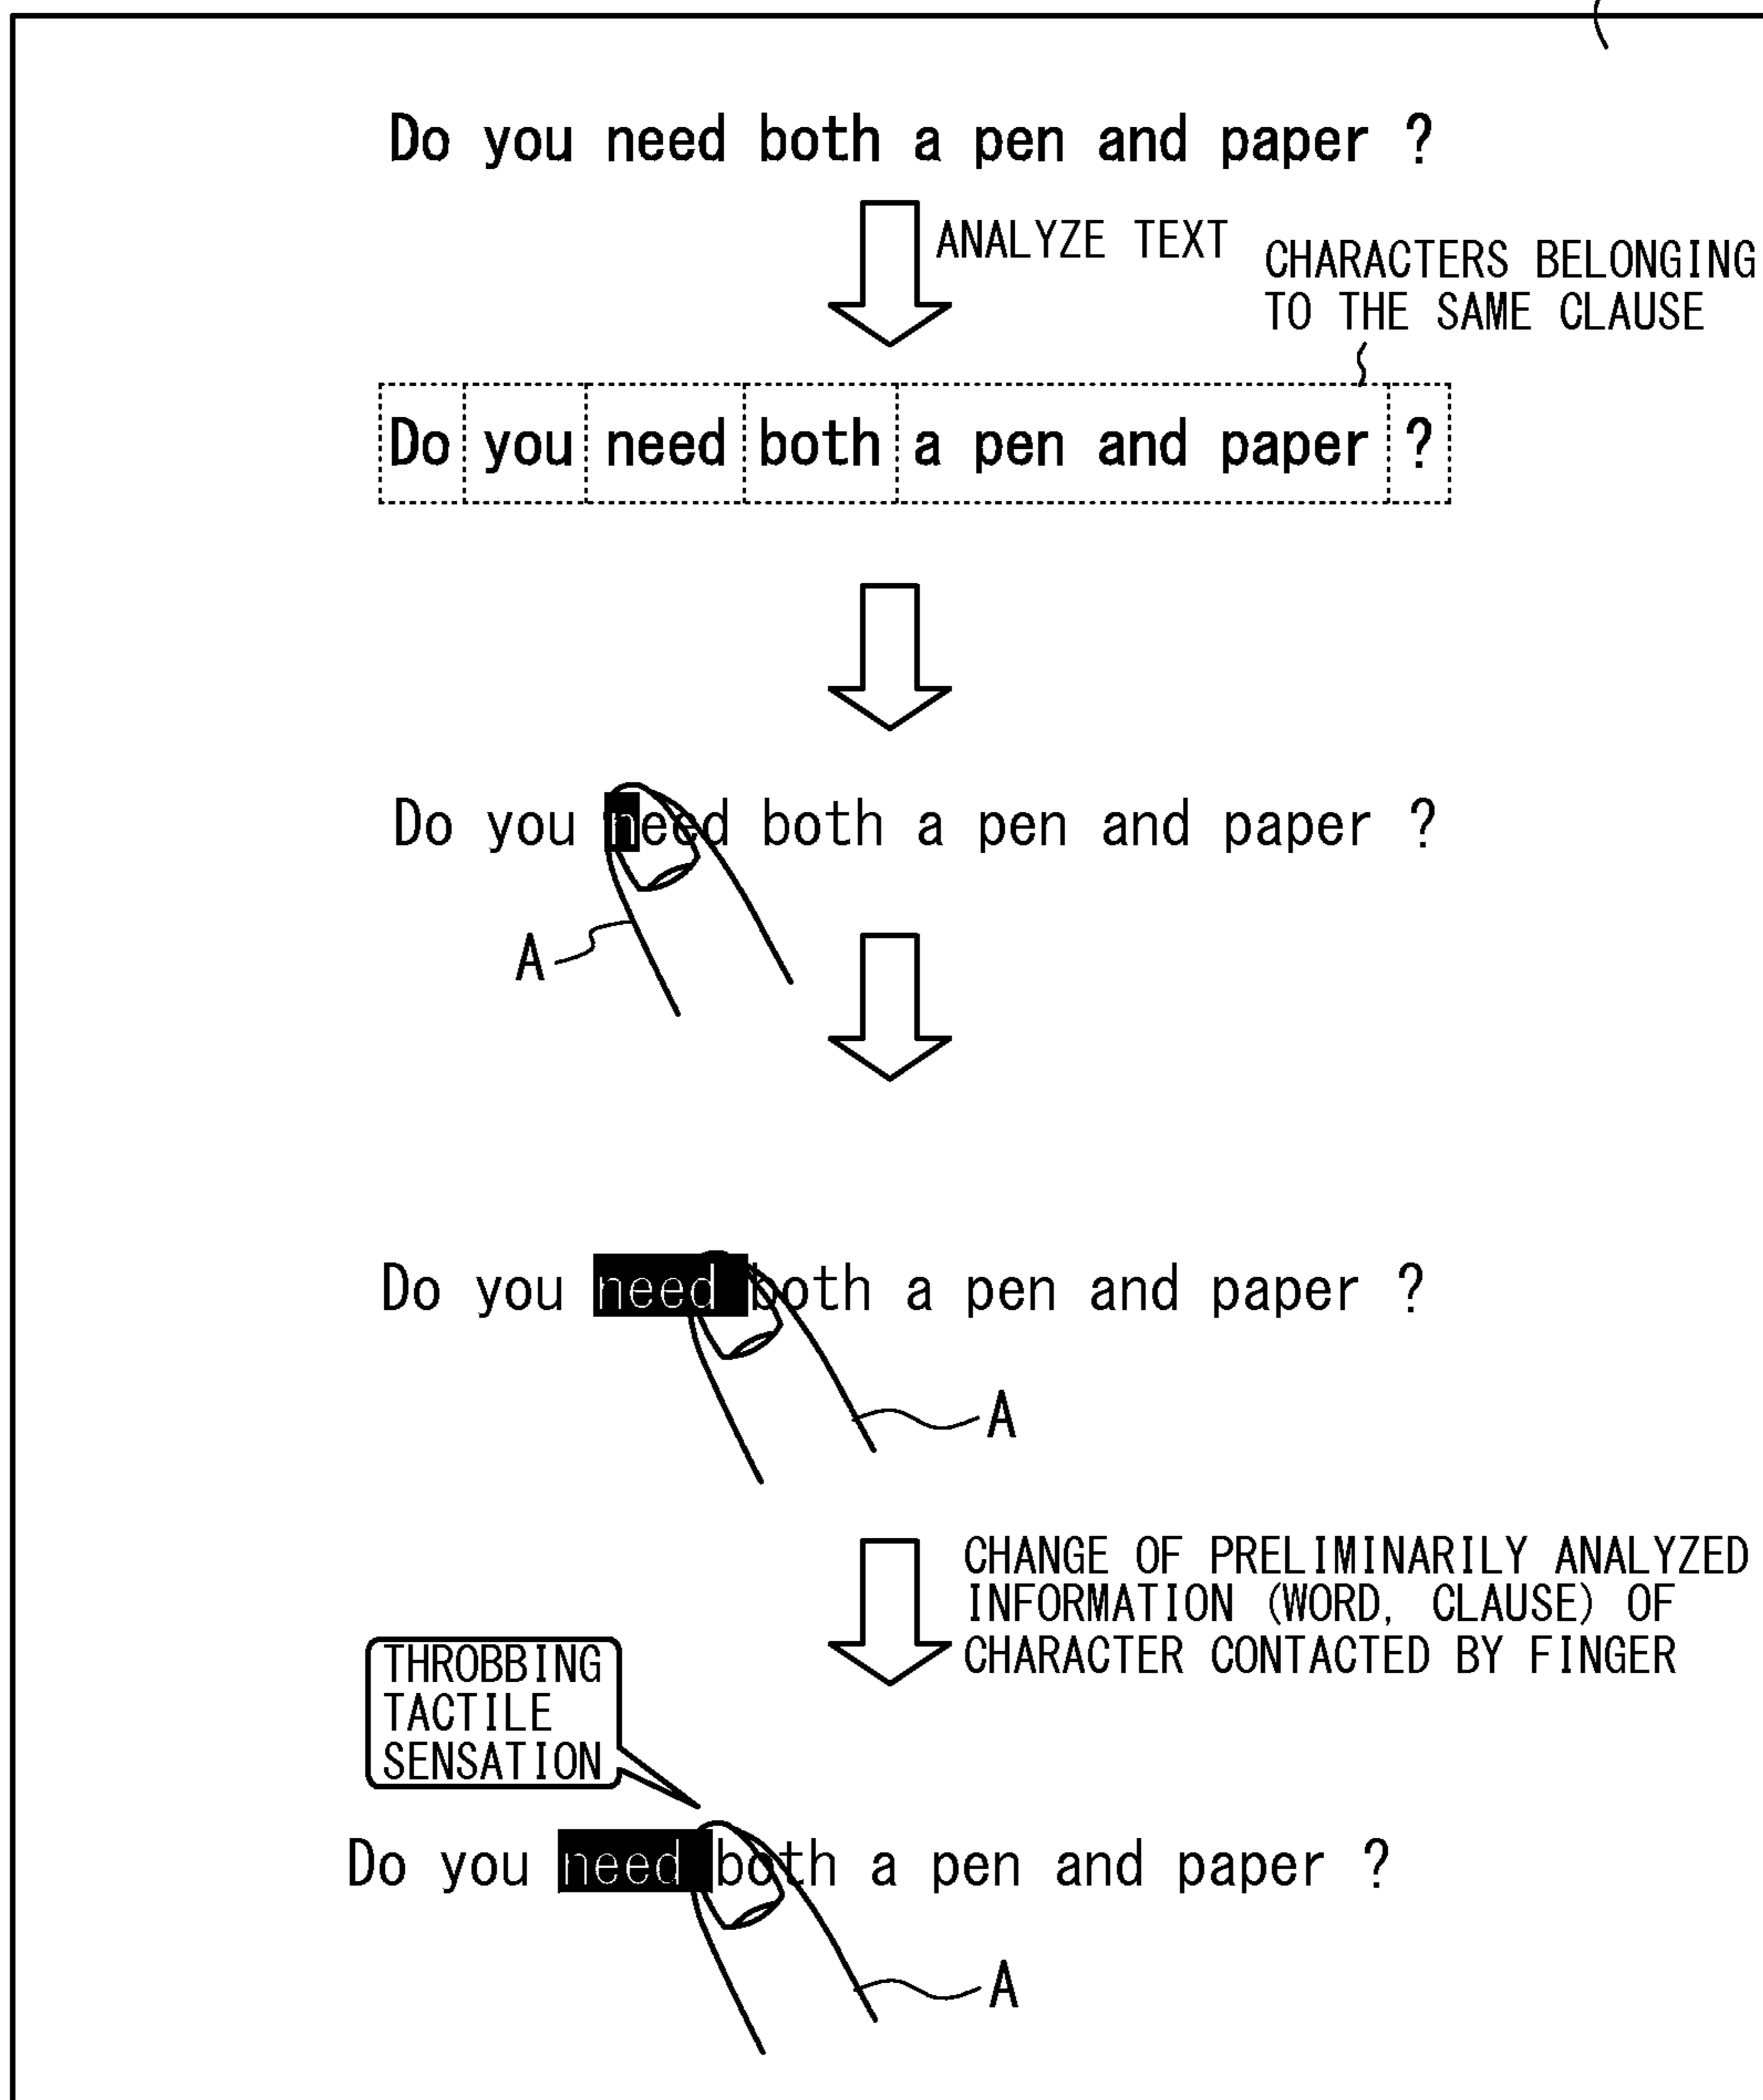 Do you need both a pen and paper ?
ANALYZE TEXT
CHARACTERS BELONGING
TO THE SAME CLAUSE
Do you need both a pen and paper ?
Do you need both a pen and paper ?
A
Do you need both a pen and paper ?
A
CHANGE OF PRELIMINARILY ANALYZED
INFORMATION (WORD, CLAUSE) OF
CHARACTER CONTACTED BY FINGER
THROBBING
TACTILE
SENSATION
Do you need both a pen and paper ?
A